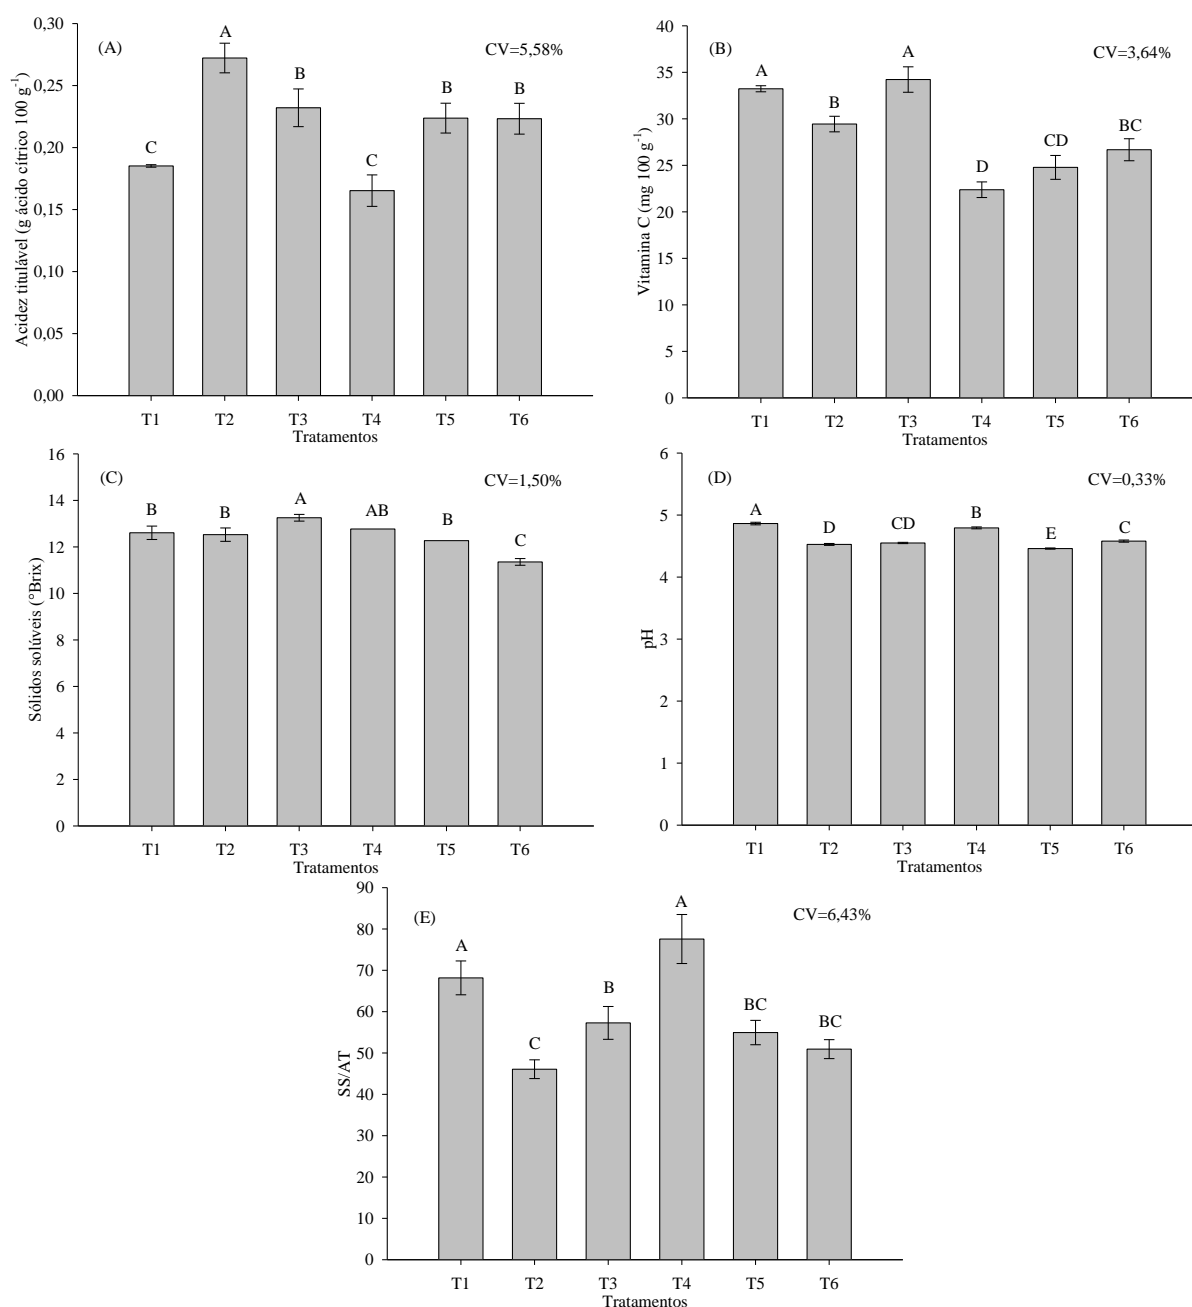 (A)
CV=5,58%
Acidez titulável (g ácido cítrico 100 g⁻¹)
0,30
0,25
0,20
0,15
0,10
0,05
0,00
C
A
B
C
B
B
T1 T2 T3 T4 T5 T6
Tratamentos
(B)
CV=3,64%
Vitamina C (mg 100 g⁻¹)
40
35
30
25
20
15
10
5
0
A
B
A
D
CD
BC
T1 T2 T3 T4 T5 T6
Tratamentos
(C)
CV=1,50%
Sólidos solúveis (°Brix)
16
14
12
10
8
6
4
2
0
B
B
A
AB
B
C
T1 T2 T3 T4 T5 T6
Tratamentos
(D)
CV=0,33%
pH
6
5
4
3
2
1
0
A
D
CD
B
E
C
T1 T2 T3 T4 T5 T6
Tratamentos
(E)
CV=6,43%
SS/AT
90
80
70
60
50
40
30
20
10
0
A
C
B
A
BC
BC
T1 T2 T3 T4 T5 T6
Tratamentos